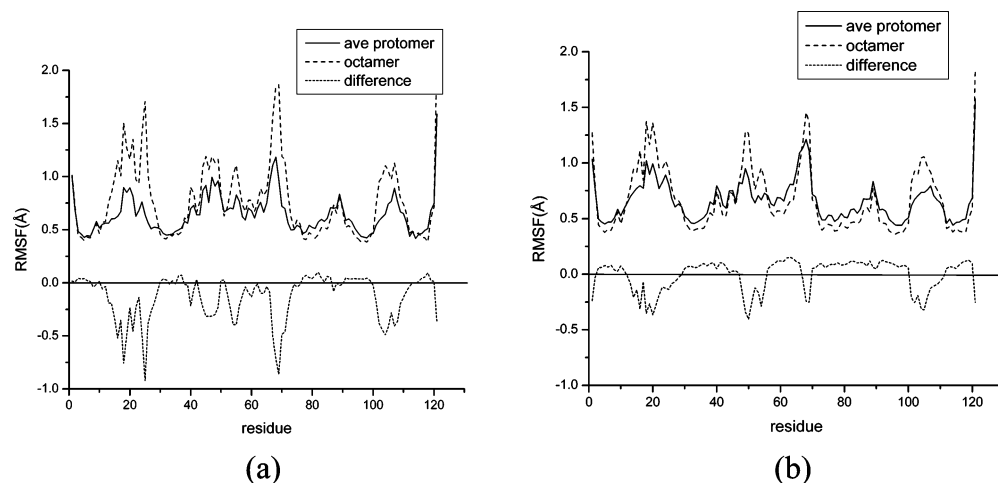 ave protomer
octamer
difference
2.0
1.5
1.0
0.5
0.0
-0.5
-1.0
RMSF(Å)
0 20 40 60 80 100 120
residue
(a)
ave protomer
octamer
difference
2.0
1.5
1.0
0.5
0.0
-0.5
-1.0
RMSF(Å)
0 20 40 60 80 100 120
residue
(b)